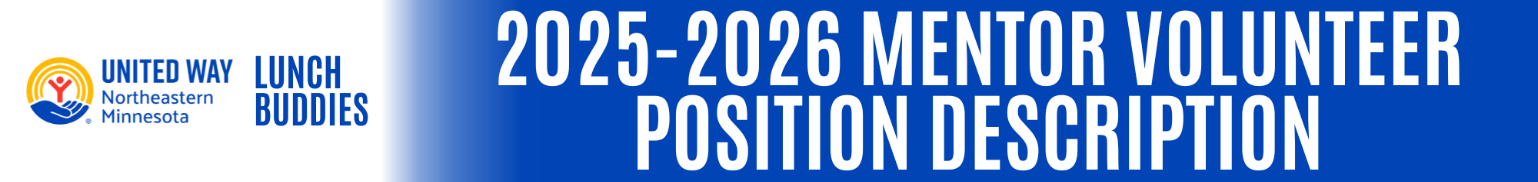 UNITED WAY
Northeastern
Minnesota
®
LUNCH
BUDDIES
2025-2026 MENTOR VOLUNTEER
POSITION DESCRIPTION